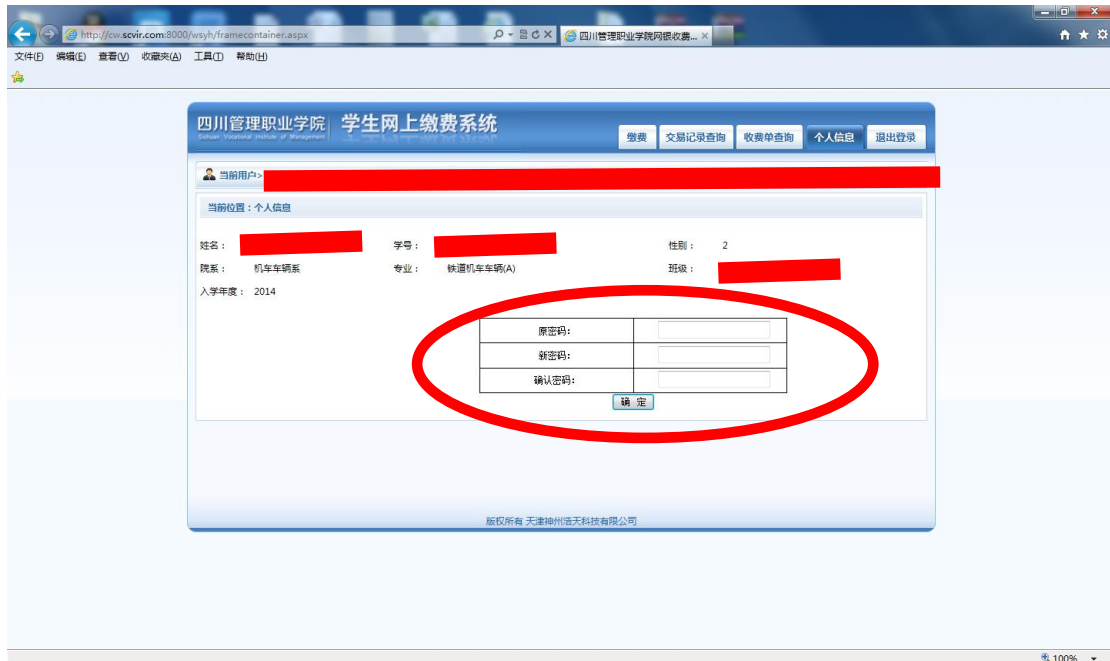 http://cw.scvir.com:8000/wsyh/framecontainer.aspx
四川管理职业学院网银收费...
文件(F) 编辑(E) 查看(V) 收藏夹(A) 工具(T) 帮助(H)
四川管理职业学院 学生网上缴费系统
Sichuan Vocational Institute of Management
缴费 交易记录查询 收费单查询 个人信息 退出登录
当前用户>
当前位置：个人信息
姓名： 学号： 性别： 2
院系： 机车车辆系 专业： 铁道机车车辆(A) 班级：
入学年度： 2014
原密码:
新密码:
确认密码:
确 定
版权所有 天津神州浩天科技有限公司
100%